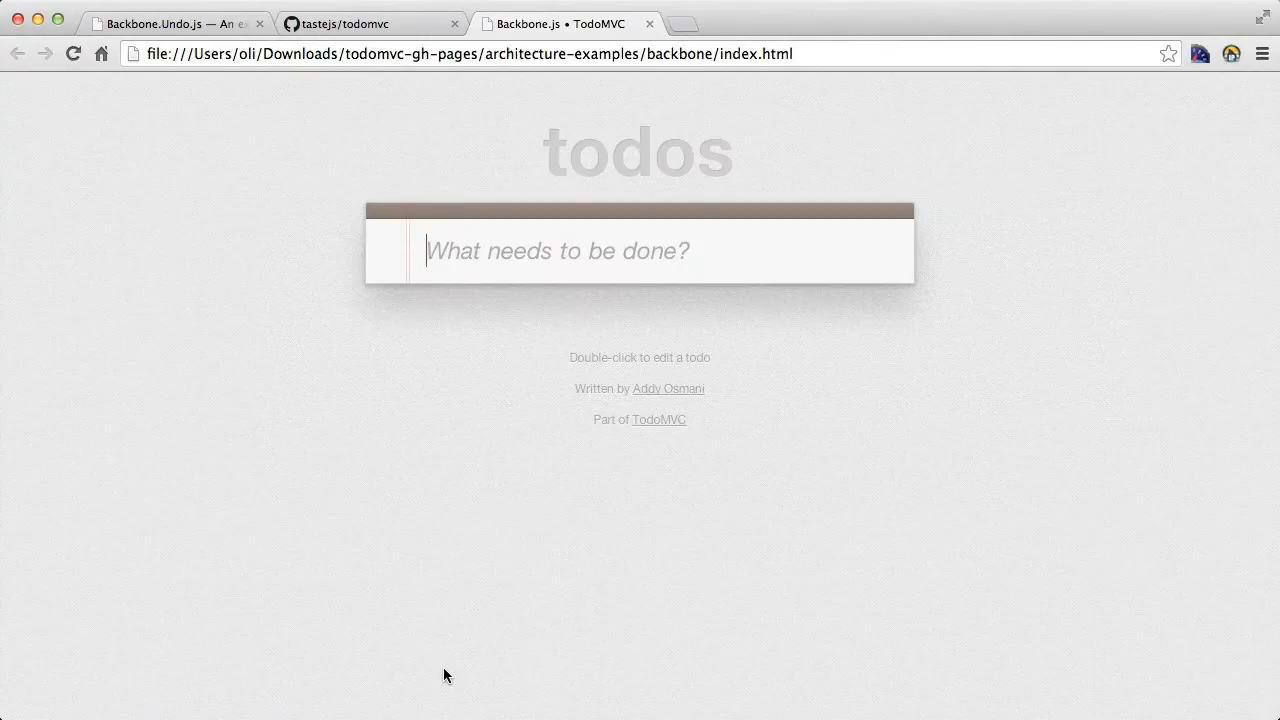 Backbone.Undo.js — An ex
tastejs/todomvc
Backbone.js • TodoMVC
file:///Users/oli/Downloads/todomvc-gh-pages/architecture-examples/backbone/index.html
todos
What needs to be done?
Double-click to edit a todo
Written by Addy Osmani
Part of TodoMVC